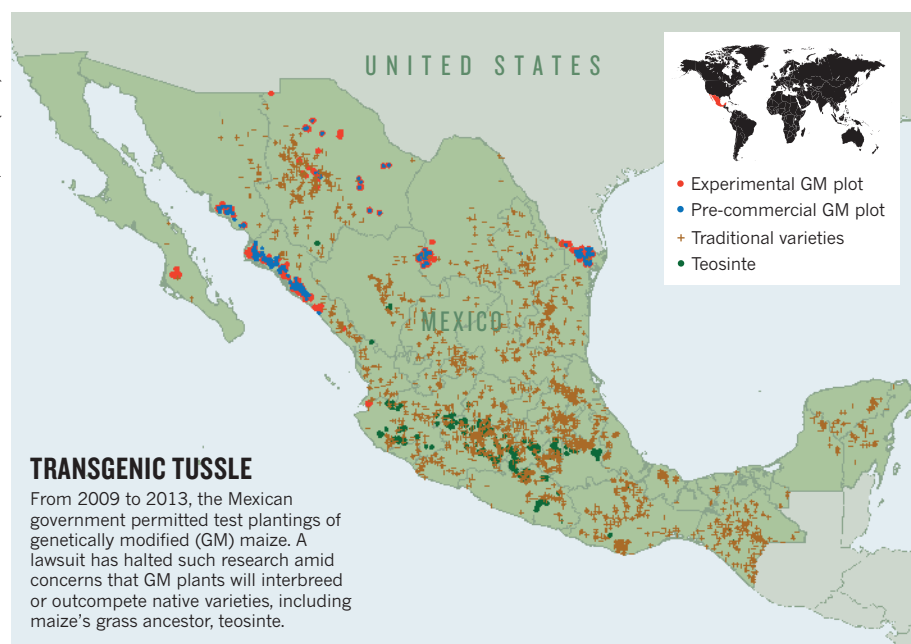 UNITED STATES
Experimental GM plot
Pre-commercial GM plot
Traditional varieties
Teosinte
MEXICO
TRANSGENIC TUSSLE
From 2009 to 2013, the Mexican
government permitted test plantings of
genetically modified (GM) maize. A
lawsuit has halted such research amid
concerns that GM plants will interbreed
or outcompete native varieties, including
maize’s grass ancestor, teosinte.